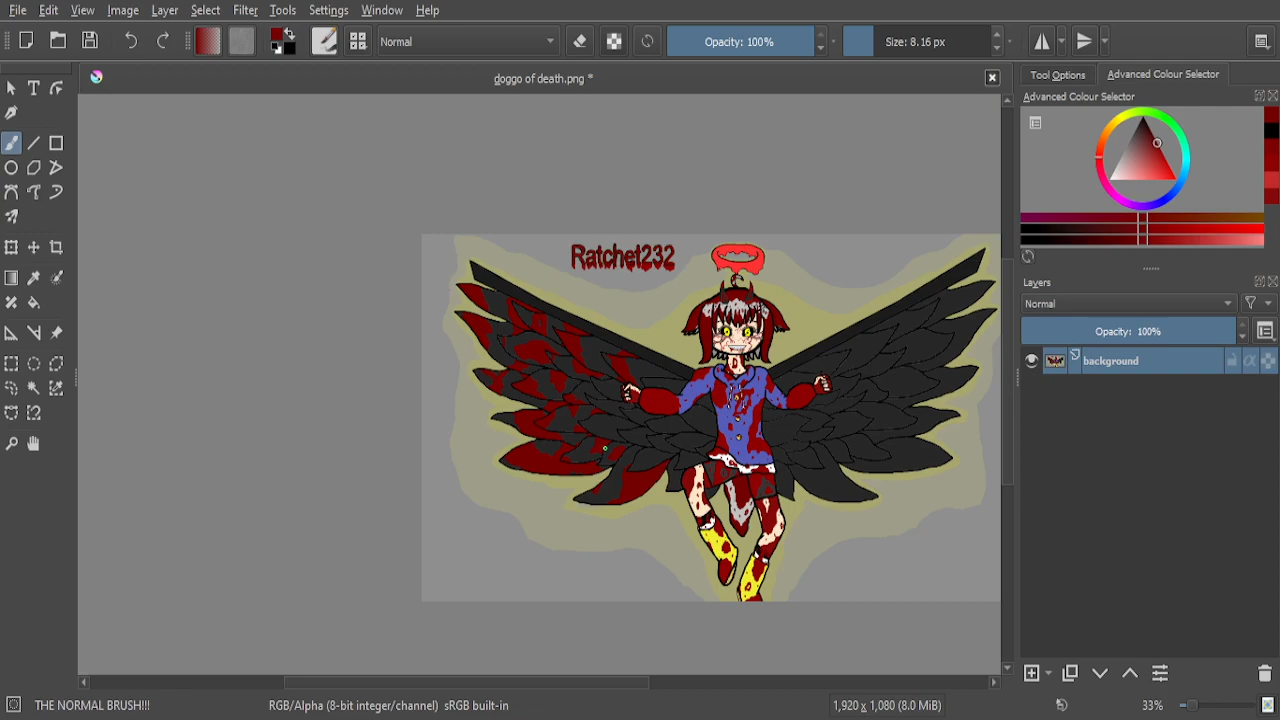 File Edit View Image Layer Select Filter Tools Settings Window Help
Normal
Opacity: 100%
Size: 8.16 px
doggo of death.png *
Tool Options
Advanced Colour Selector
Advanced Colour Selector
Ratchet232
Layers
Normal
Opacity: 100%
background
THE NORMAL BRUSH!!!
RGB/Alpha (8-bit integer/channel) sRGB built-in
1,920 x 1,080 (8.0 MiB)
33%